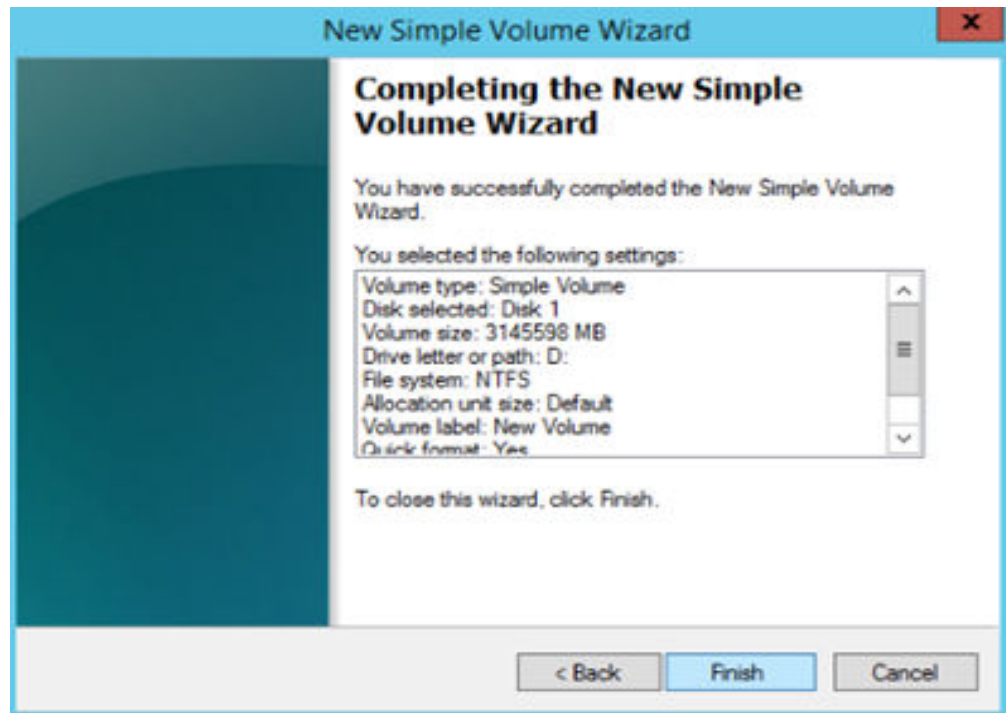 New Simple Volume Wizard
x
Completing the New Simple
Volume Wizard
You have successfully completed the New Simple Volume
Wizard.
You selected the following settings:
Volume type: Simple Volume
Disk selected: Disk 1
Volume size: 3145598 MB
Drive letter or path: D:
File system: NTFS
Allocation unit size: Default
Volume label: New Volume
Quick format: Yes
To close this wizard, click Finish.
< Back
Finish
Cancel